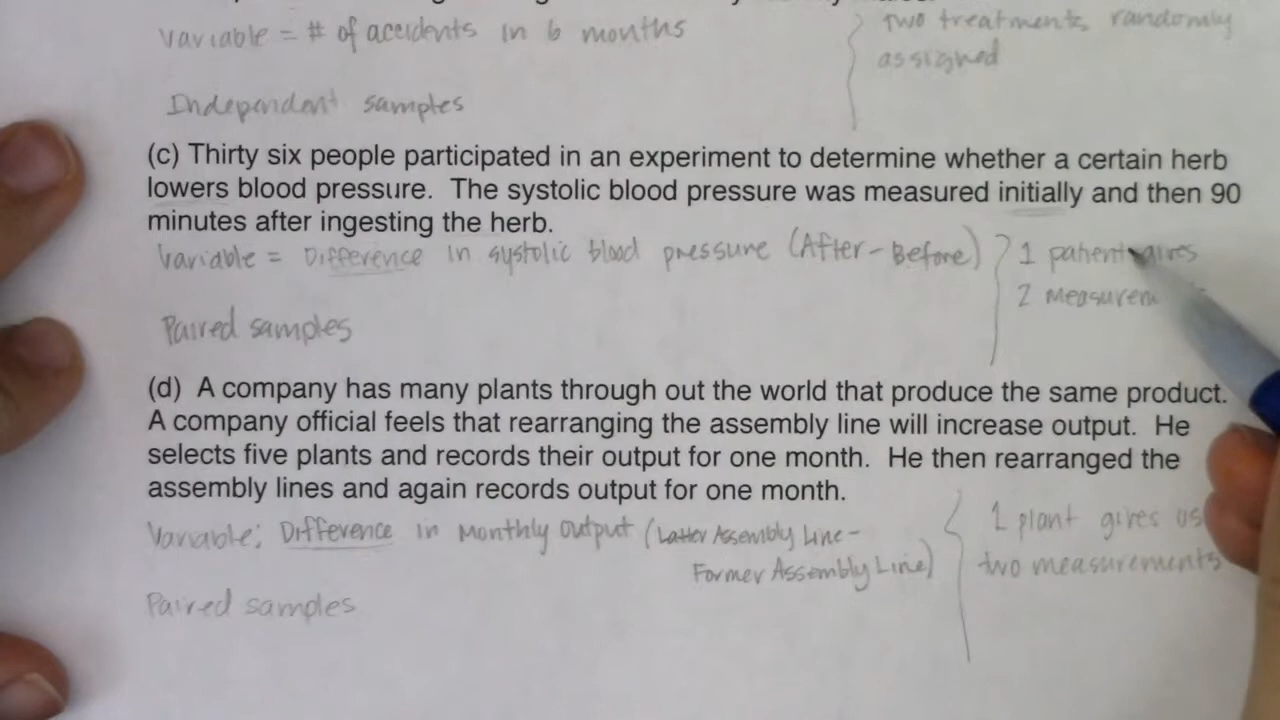 variable = # of accidents in 6 months
Two treatments randomly
assigned
Independent samples
(c) Thirty six people participated in an experiment to determine whether a certain herb
lowers blood pressure. The systolic blood pressure was measured initially and then 90
minutes after ingesting the herb.
Variable = Difference in systolic blood pressure (After - Before)
1 patient gives
2
Paired samples
(d) A company has many plants through out the world that produce the same product.
A company official feels that rearranging the assembly line will increase output. He
selects five plants and records their output for one month. He then rearranged the
assembly lines and again records output for one month.
Variable: Difference in Monthly output (Latter Assembly Line -
Former Assembly Line)
1 plant gives us
two measurements
Paired samples